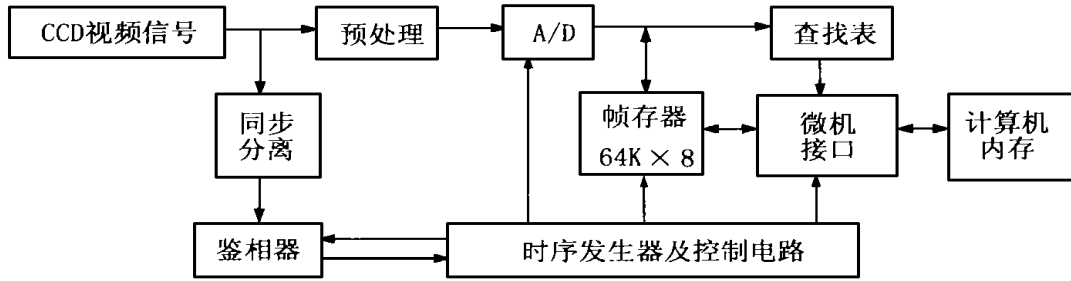 CCD视频信号
预处理
A/D
查找表
同步
分离
帧存器
64K × 8
微机
接口
计算机
内存
鉴相器
时序发生器及控制电路